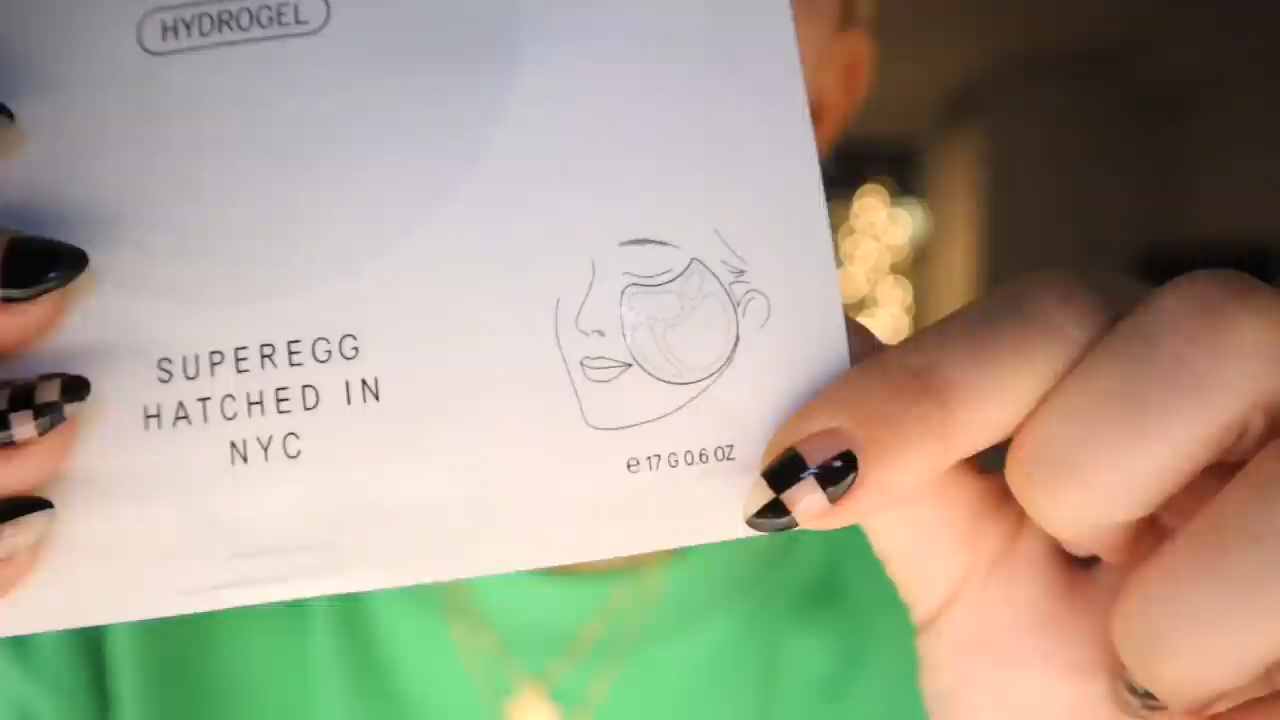 HYDROGEL
SUPEREGG
HATCHED IN
NYC
e 17 G 0.6 OZ